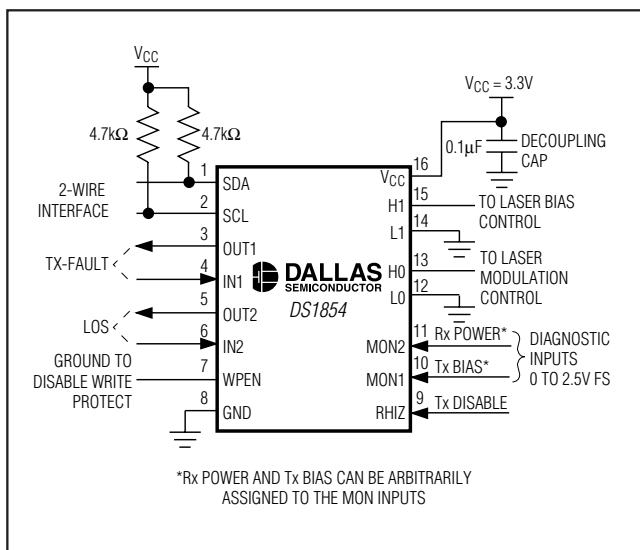 VCC
4.7kΩ
4.7kΩ
2-WIRE
INTERFACE
TX-FAULT
LOS
GROUND TO
DISABLE WRITE
PROTECT
1
SDA
2
SCL
3
OUT1
4
IN1
5
OUT2
6
IN2
7
WPEN
8
GND
DALLAS
SEMICONDUCTOR
DS1854
VCC = 3.3V
0.1μF
DECOUPLING
CAP
16
VCC
15
H1
TO LASER BIAS
CONTROL
14
L1
13
H0
TO LASER
MODULATION
CONTROL
12
L0
11
MON2
Rx POWER*
10
MON1
Tx BIAS*
DIAGNOSTIC
INPUTS
0 TO 2.5V FS
9
RHIZ
Tx DISABLE
*Rx POWER AND Tx BIAS CAN BE ARBITRARILY
ASSIGNED TO THE MON INPUTS